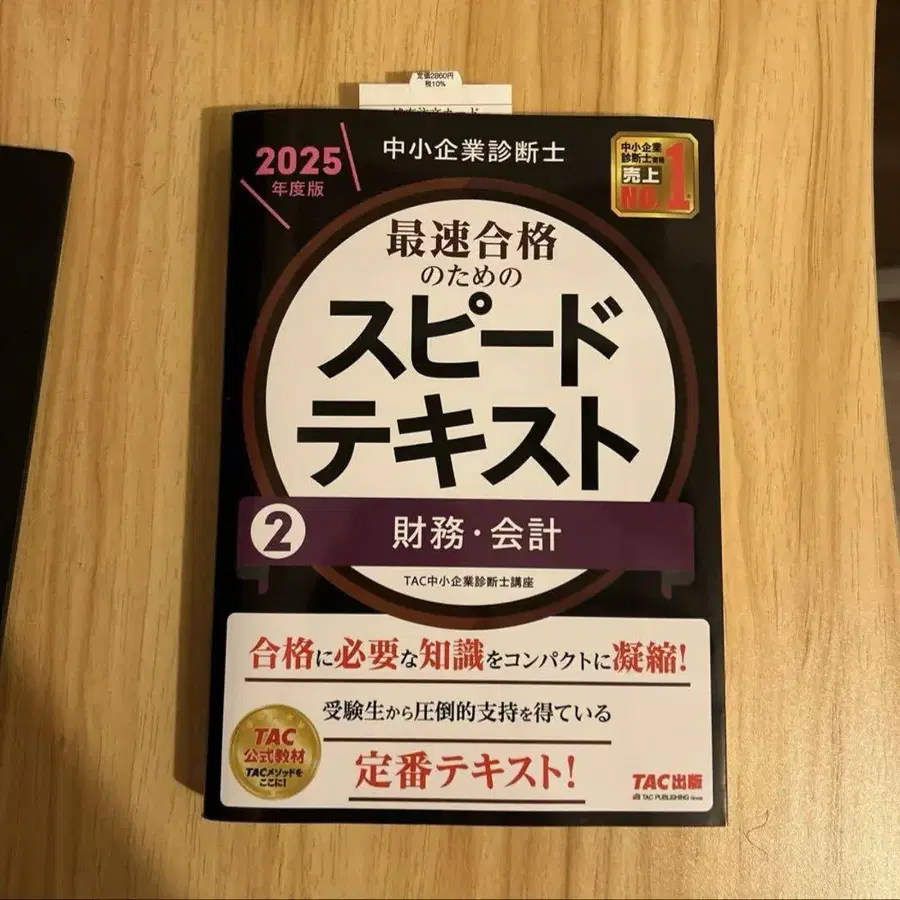 定価2860円
税10%
2025
年度版
中小企業診断士
中小企業
診断士
売上
NO.1
最速合格
のための
スピード
テキスト
2
財務・会計
TAC中小企業診断士講座
合格に必要な知識をコンパクトに凝縮!
受験生から圧倒的支持を得ている
定番テキスト!
TAC
公式教材
TACメソッドを
ここに!
TAC出版
TAC PUBLISHING Group